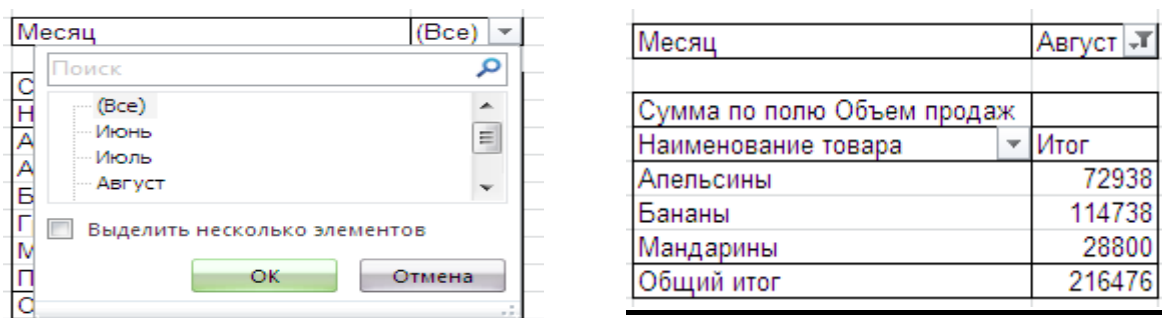 Месяц (Все)
Поиск
С
Н
А
А
Б
Г
М
П
С
(Все)
Июнь
Июль
Август
Выделить несколько элементов
ОК Отмена
Месяц Август
Сумма по полю Объем продаж
Наименование товара Итог
Апельсины 72938
Бананы 114738
Мандарины 28800
Общий итог 216476